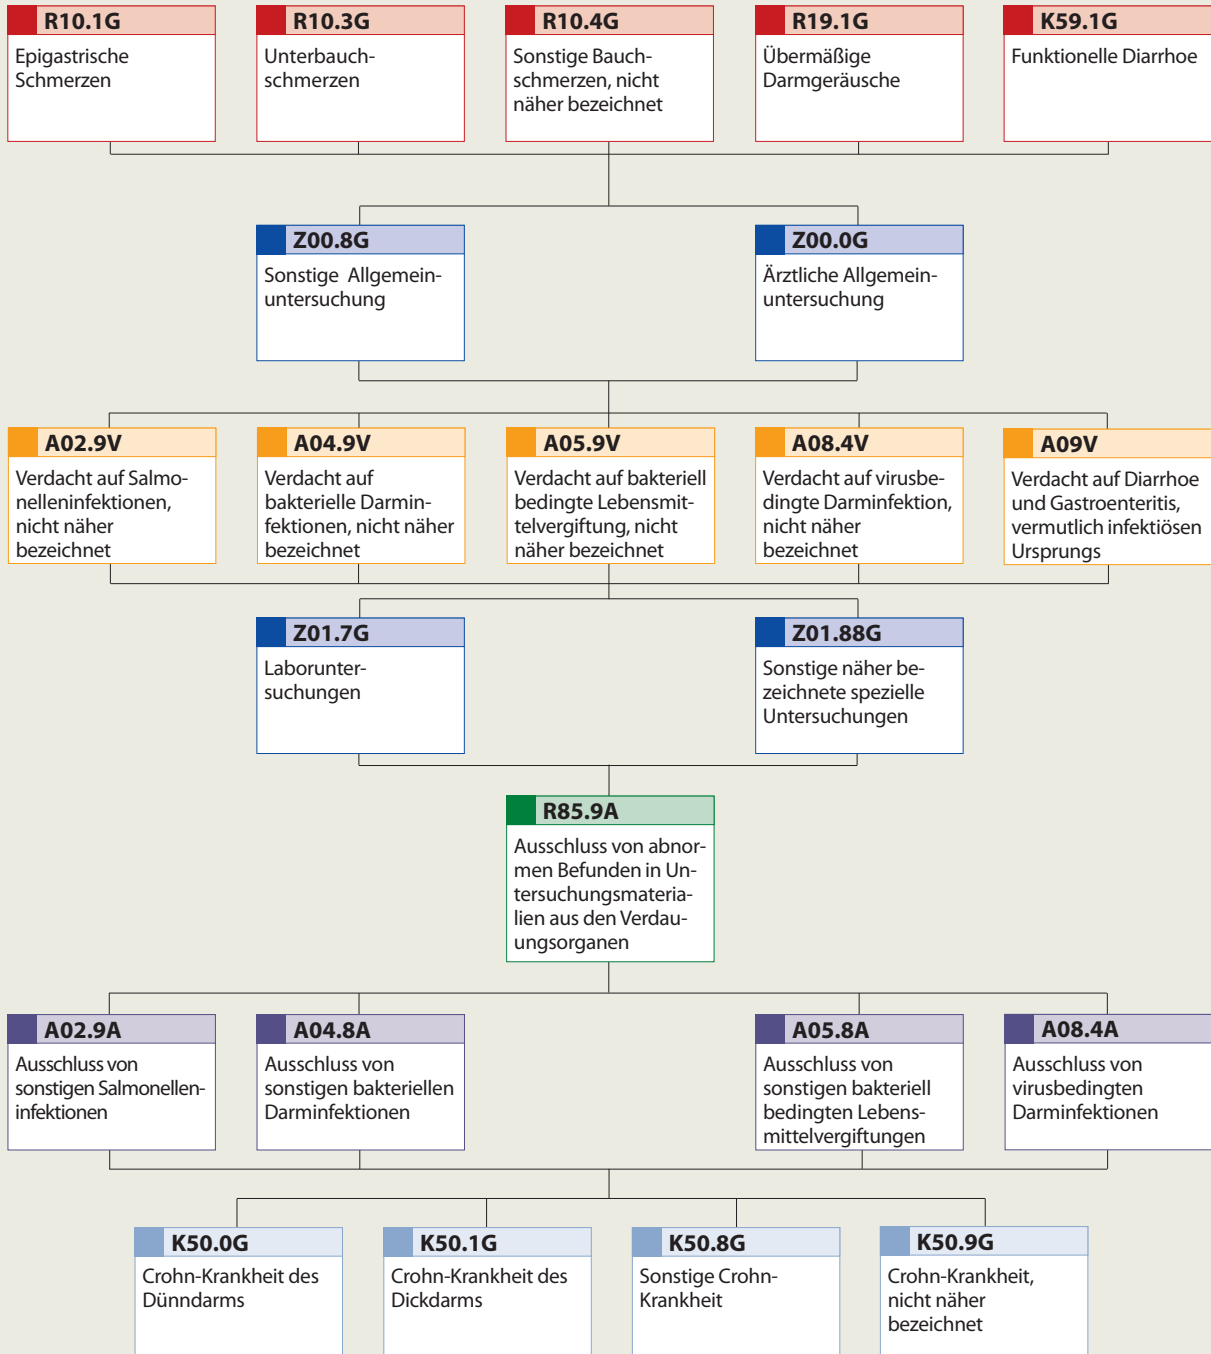 R10.1G
Epigastrische
Schmerzen
R10.3G
Unterbauch-
schmerzen
R10.4G
Sonstige Bauch-
schmerzen, nicht
näher bezeichnet
R19.1G
Übermäßige
Darmgeräusche
K59.1G
Funktionelle Diarrhoe
Z00.8G
Sonstige Allgemein-
untersuchung
Z00.0G
Ärztliche Allgemein-
untersuchung
A02.9V
Verdacht auf Salmo-
nelleninfektionen,
nicht näher
bezeichnet
A04.9V
Verdacht auf
bakterielle Darmin-
fektionen, nicht näher
bezeichnet
A05.9V
Verdacht auf bakteriell
bedingte Lebensmit-
telvergiftung, nicht
näher bezeichnet
A08.4V
Verdacht auf virusbe-
dingte Darminfektion,
nicht näher
bezeichnet
A09V
Verdacht auf Diarrhoe
und Gastroenteritis,
vermutlich infektiösen
Ursprungs
Z01.7G
Laborunter-
suchungen
Z01.88G
Sonstige näher be-
zeichnete spezielle
Untersuchungen
R85.9A
Ausschluss von abnor-
men Befunden in Un-
tersuchungsmateria-
lien aus den Verdau-
ungsorganen
A02.9A
Ausschluss von
sonstigen Salmonellen-
infektionen
A04.8A
Ausschluss von
sonstigen bakteriellen
Darminfektionen
A05.8A
Ausschluss von
sonstigen bakteriell
bedingten Lebens-
mittelvergiftungen
A08.4A
Ausschluss von
virusbedingten
Darminfektionen
K50.0G
Crohn-Krankheit des
Dünndarms
K50.1G
Crohn-Krankheit des
Dickdarms
K50.8G
Sonstige Crohn-
Krankheit
K50.9G
Crohn-Krankheit,
nicht näher
bezeichnet